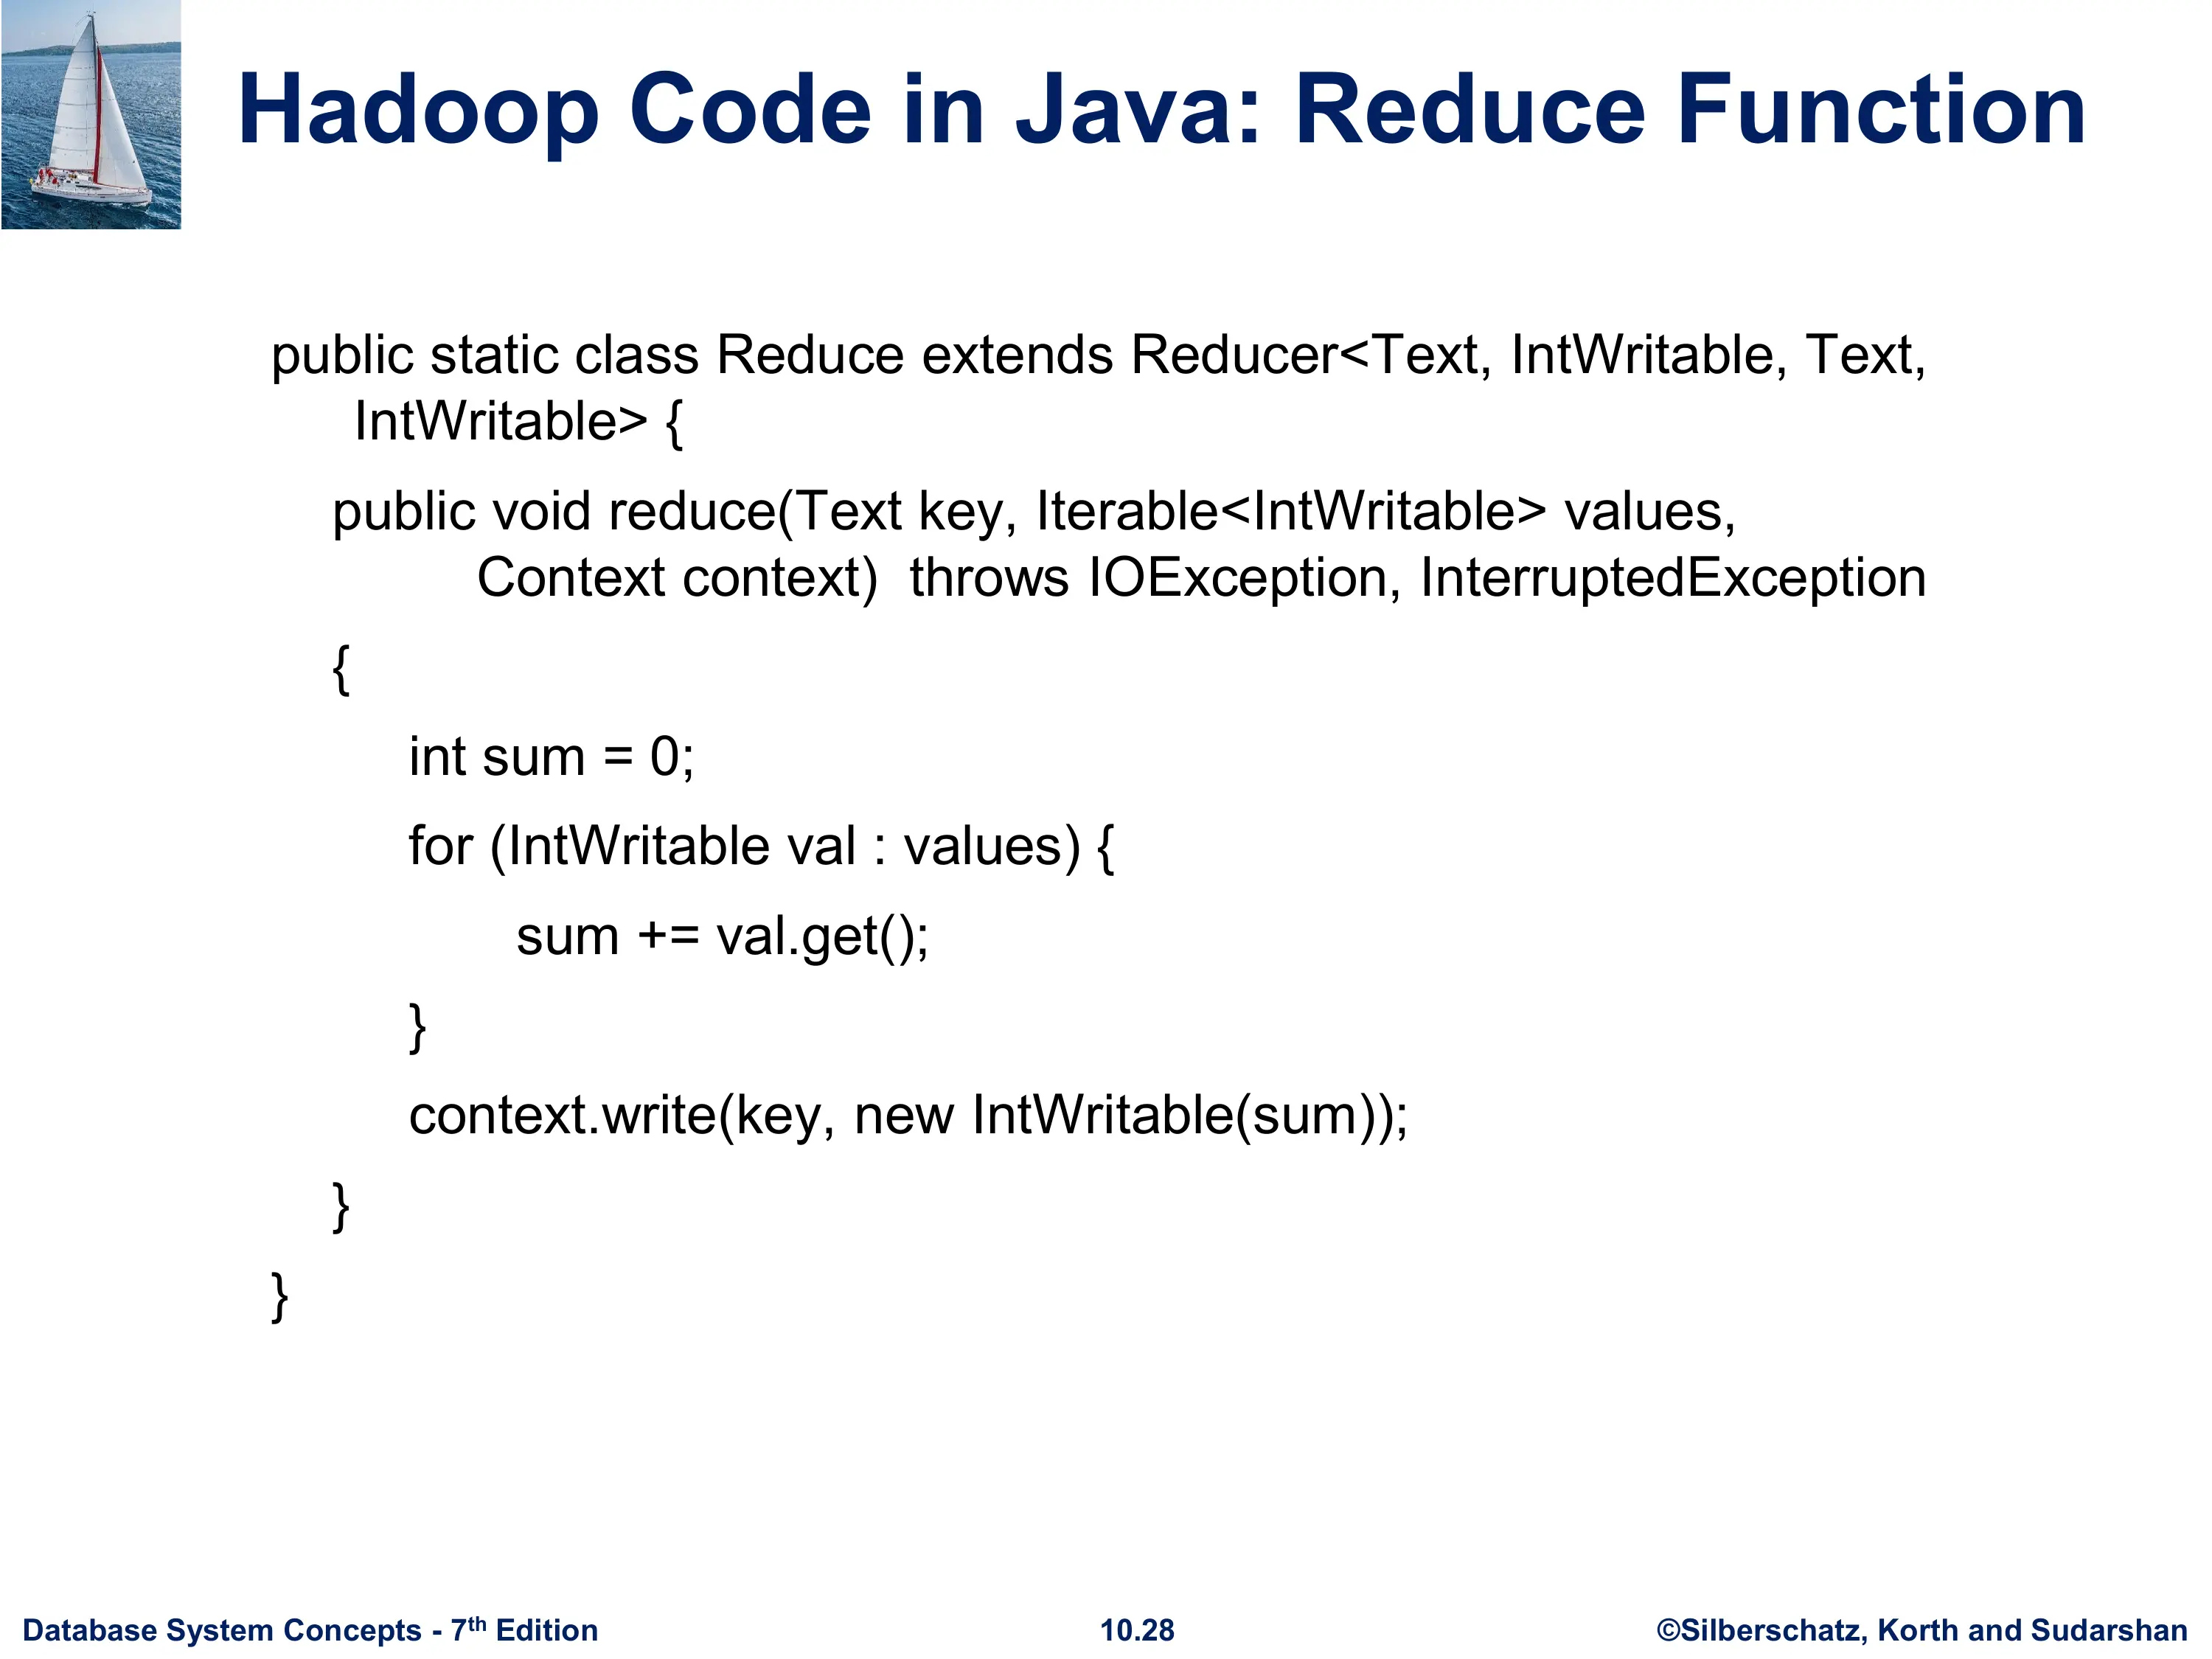 Hadoop Code in Java: Reduce Function
public static class Reduce extends Reducer<Text, IntWritable, Text,
IntWritable> {
public void reduce(Text key, Iterable<IntWritable> values,
Context context)  throws IOException, InterruptedException
{
int sum = 0;
for (IntWritable val : values) {
sum += val.get();
}
context.write(key, new IntWritable(sum));
}
}
Database System Concepts - 7th Edition
10.28
©Silberschatz, Korth and Sudarshan